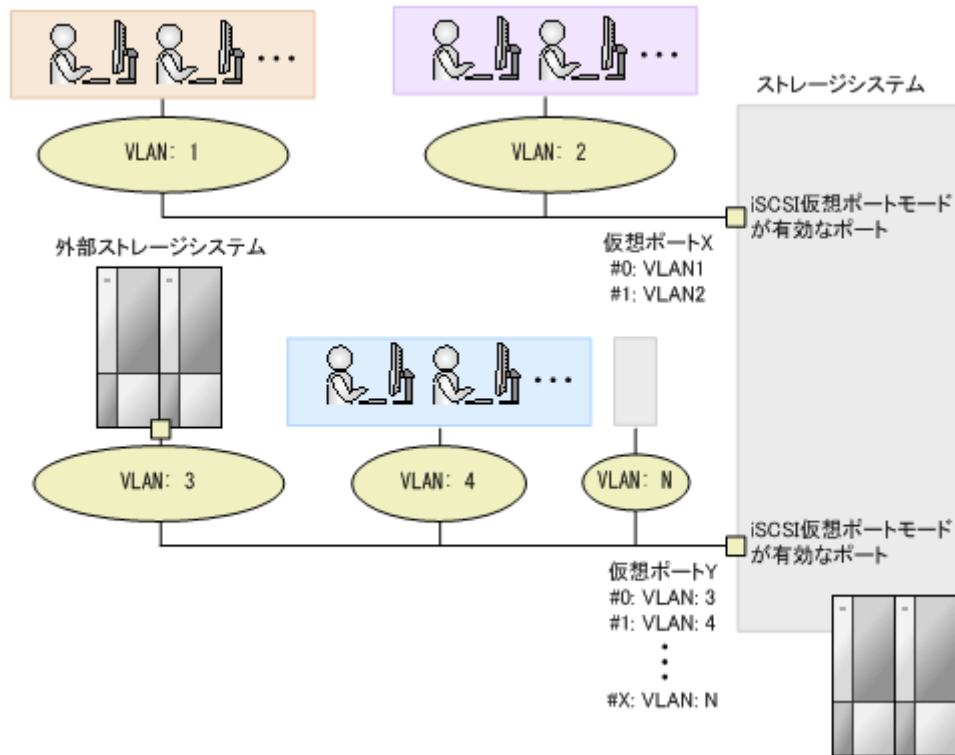 ストレージシステム
VLAN: 1
VLAN: 2
iSCSI仮想ポートモード
が有効なポート
仮想ポートX
#0: VLAN1
#1: VLAN2
外部ストレージシステム
VLAN: 3
VLAN: 4
VLAN: N
iSCSI仮想ポートモード
が有効なポート
仮想ポートY
#0: VLAN: 3
#1: VLAN: 4
#X: VLAN: N